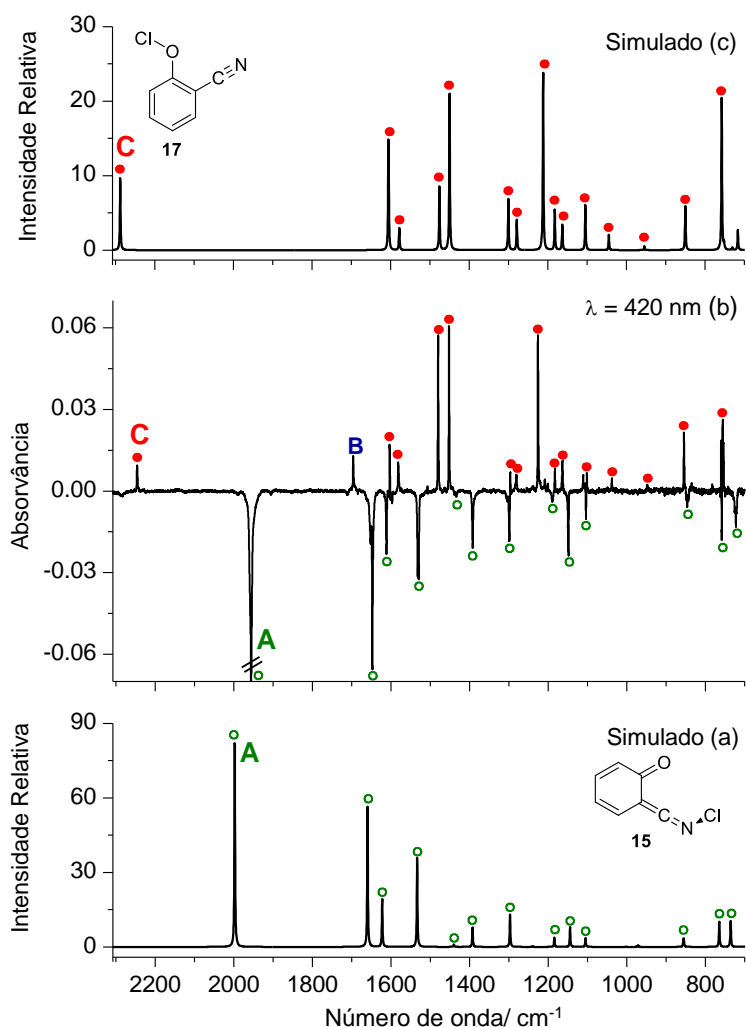 30
20
10
0
Intensidade Relativa
Simulado (c)
Cl
O
C≡N
17
C
0.06
0.03
0.00
-0.03
-0.06
Absorvância
λ = 420 nm (b)
C
B
A
90
60
30
0
Intensidade Relativa
Simulado (a)
A
O
C
N
Cl
15
2200 2000 1800 1600 1400 1200 1000 800
Número de onda/ cm-1